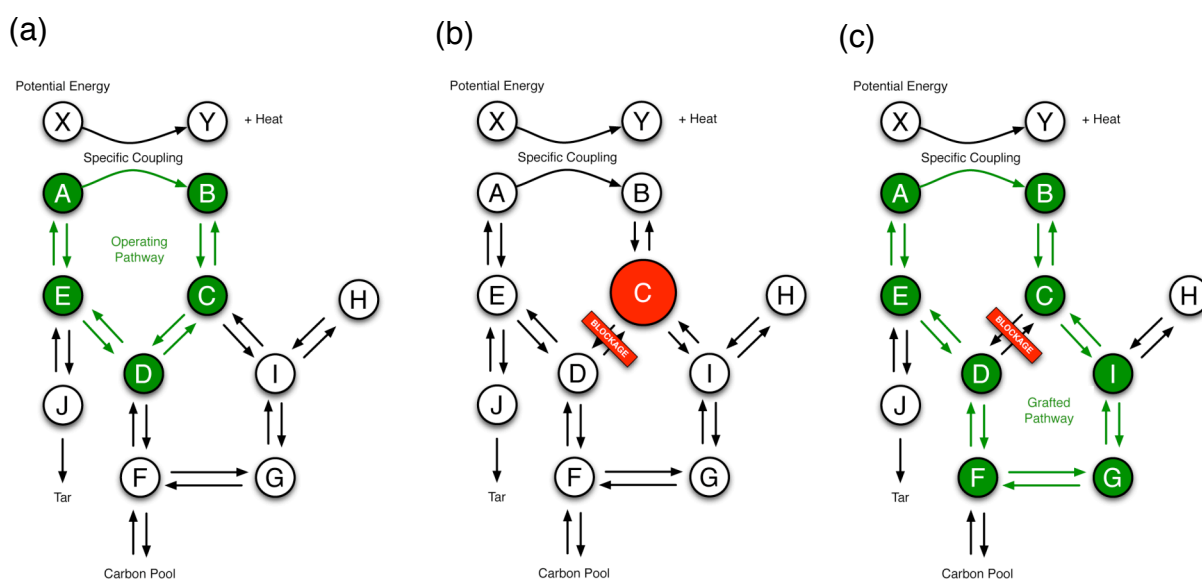 (a)
Potential Energy
X
Y
+ Heat
Specific Coupling
A
B
Operating
Pathway
E
C
H
D
I
J
F
G
Tar
Carbon Pool
(b)
Potential Energy
X
Y
+ Heat
Specific Coupling
A
B
E
C
H
BLOCKAGE
D
I
J
F
G
Tar
Carbon Pool
(c)
Potential Energy
X
Y
+ Heat
Specific Coupling
A
B
E
C
H
BLOCKAGE
D
I
J
Grafted
Pathway
F
G
Tar
Carbon Pool